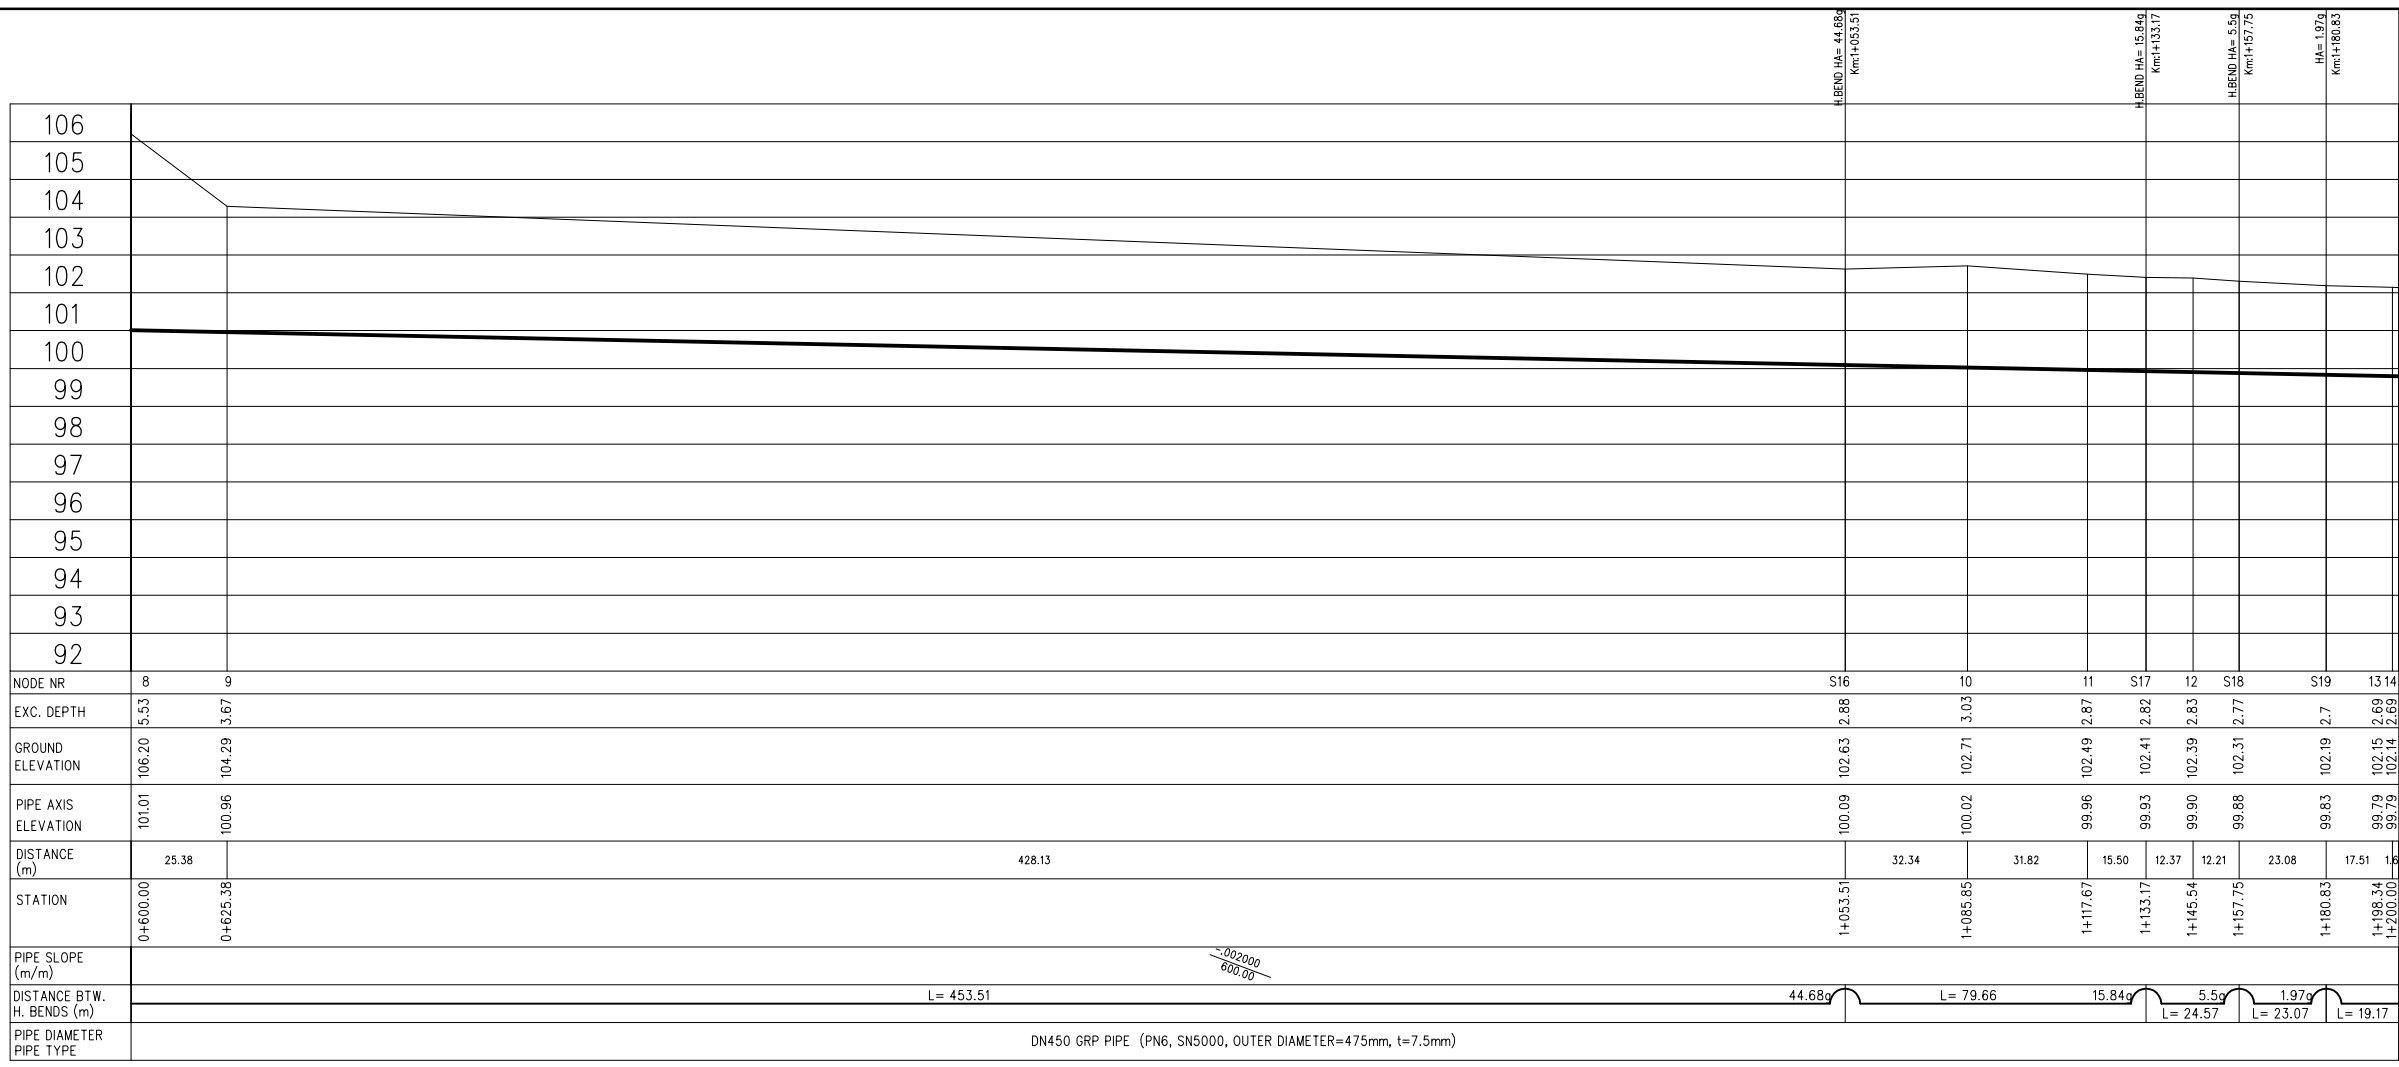 H.BEND HA= 44.68g
Km:1+053.51
H.BEND HA= 15.84g
Km:1+133.17
H.BEND HA= 5.5g
Km:1+157.75
HA= 1.97g
Km:1+180.83
106
105
104
103
102
101
100
99
98
97
96
95
94
93
92
NODE NR 8 9 S16 10 11 S17 12 S18 S19 13 14
EXC. DEPTH 5.53 3.67 2.88 3.03 2.87 2.82 2.83 2.77 2.7 2.69 2.69
GROUND
ELEVATION 106.20 104.29 102.63 102.71 102.49 102.41 102.39 102.31 102.19 102.15 102.14
PIPE AXIS
ELEVATION 101.01 100.96 100.09 100.02 99.96 99.93 99.90 99.88 99.83 99.79 99.79
DISTANCE
(m) 25.38 428.13 32.34 31.82 15.50 12.37 12.21 23.08 17.51
STATION 0+600.00 0+625.38 1+053.51 1+085.85 1+117.67 1+133.17 1+145.54 1+157.75 1+180.83 1+198.34 1+200.00
PIPE SLOPE
(m/m)
-.002000
600.00
DISTANCE BTW.
H. BENDS (m)
L= 453.51 44.68g L= 79.66 15.84g 5.5g 1.97g
L= 24.57 L= 23.07 L= 19.17
PIPE DIAMETER
PIPE TYPE
DN450 GRP PIPE (PN6, SN5000, OUTER DIAMETER=475mm, t=7.5mm)